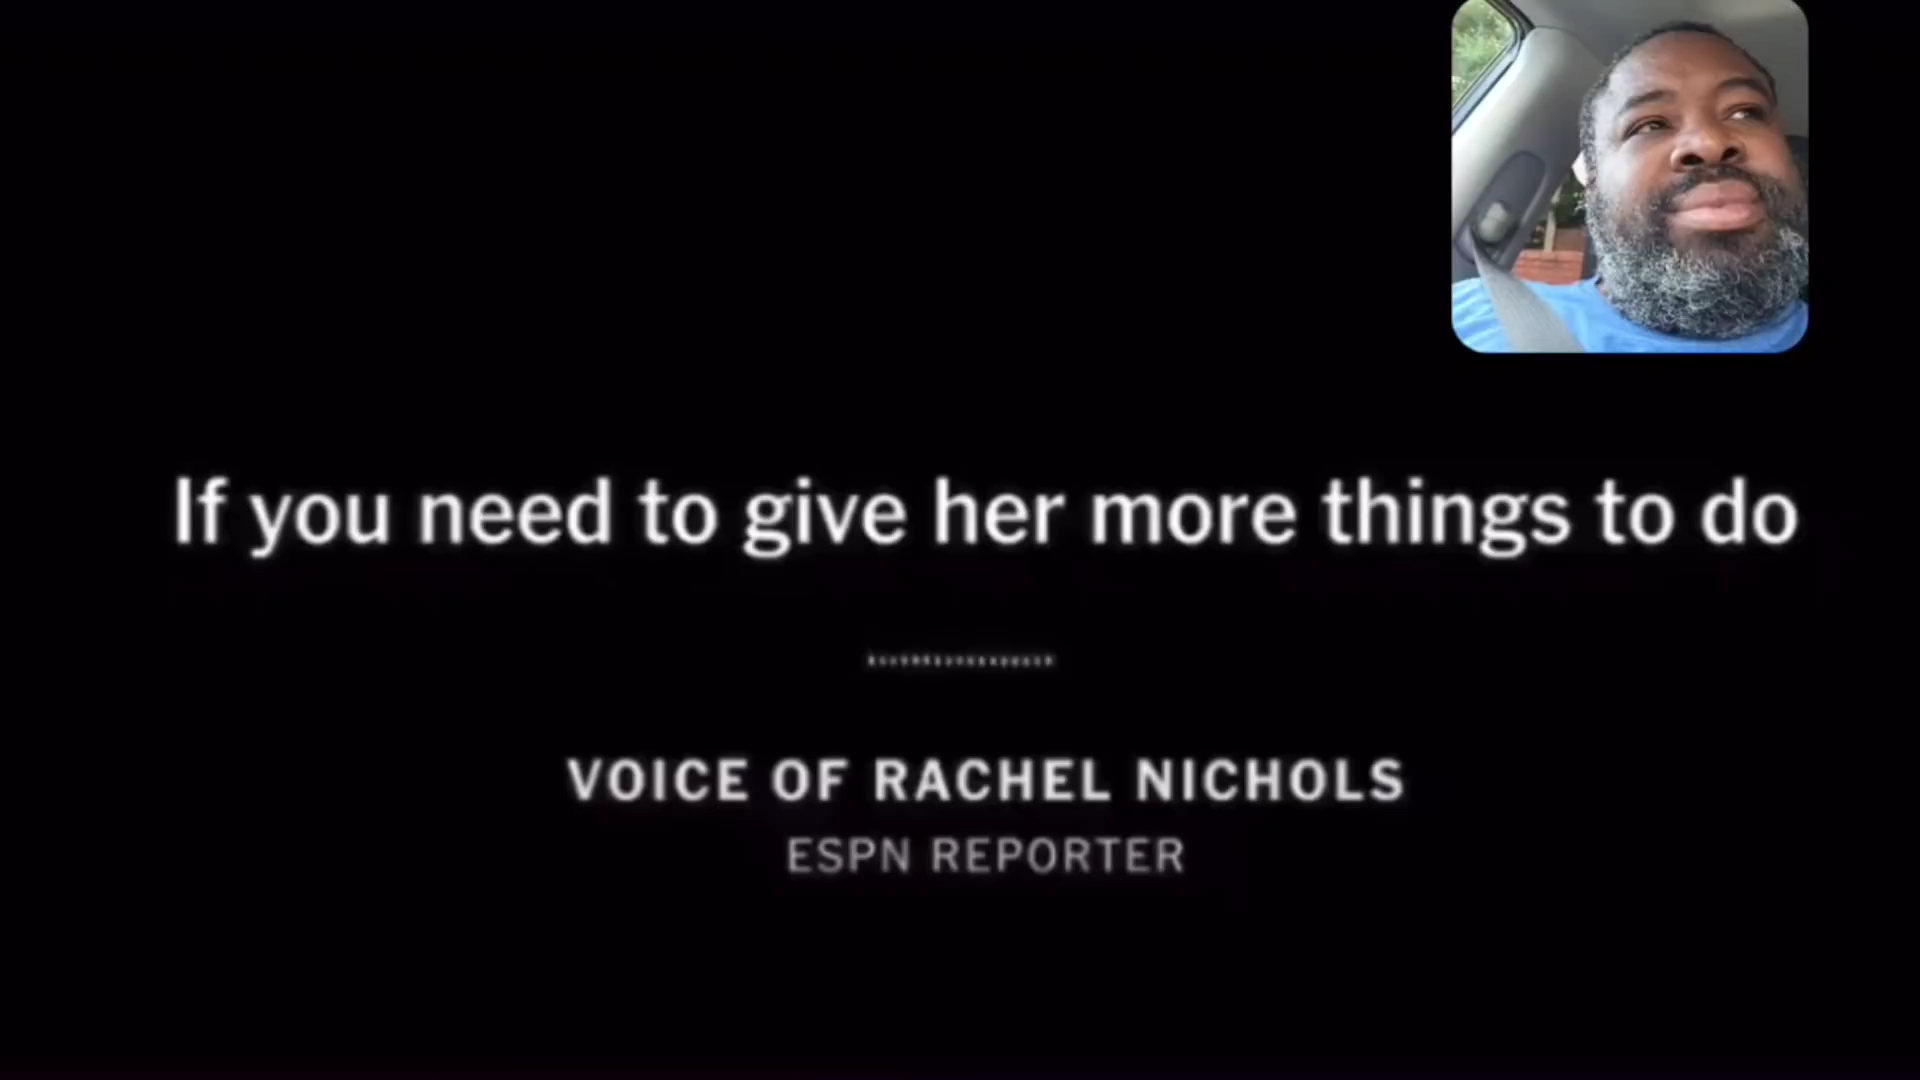 If you need to give her more things to do
VOICE OF RACHEL NICHOLS
ESPN REPORTER